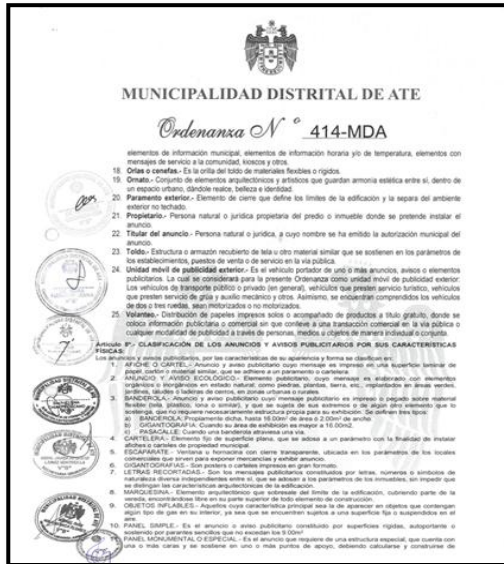 MUNICIPALIDAD DISTRITAL DE ATE
Ordenanza Nº 414-MDA
elementos de información municipal, elementos de información horaria y/o de temperatura, elementos con
mensajes de servicio a la comunidad, kioscos y otros.
18. Orlas o cenefas.- Es la orilla del toldo de materiales flexibles o rígidos.
19. Ornato.- Conjunto de elementos arquitectónicos y artísticos que guardan armonía estética entre sí, dentro de
un espacio urbano, dándole realce, belleza e identidad.
20. Paramento exterior.- Elemento de cierre que define los límites de la edificación y la separa del ambiente
exterior no techado.
21. Propietario.- Persona natural o jurídica propietaria del predio o inmueble donde se pretende instalar el
anuncio.
22. Titular del anuncio.- Persona natural o jurídica, a cuyo nombre se ha emitido la autorización municipal del
anuncio.
23. Toldo.- Estructura o armazón recubierto de tela u otro material similar que se sostienen en los parámetros de
los establecimientos, puestos de venta o de servicio en la vía pública.
24. Unidad móvil de publicidad exterior.- Es el vehículo portador de uno o más anuncios, avisos o elementos
publicitarios. La cual se considerará para la presente Ordenanza como unidad móvil de publicidad exterior:
Los vehículos de transporte público o privado (en general), vehículos que presten servicio turístico, vehículos
que presten servicio de grúa y auxilio mecánico y otros. Asimismo, se encuentran comprendidos los vehículos
de dos o tres ruedas, sean motorizados o no motorizados.
25. Volanteo.- Distribución de papeles impresos solos o acompañado de productos a título gratuito, donde se
coloca información publicitaria o comercial sin que conlleve a una transacción comercial en la vía pública o
cualquier modalidad de publicidad a través de personas, medios u objetos de manera individual o conjunta.
Artículo 8º.- CLASIFICACIÓN DE LOS ANUNCIOS Y AVISOS PUBLICITARIOS POR SUS CARACTERÍSTICAS
FÍSICAS:
Los anuncios y avisos publicitarios, por las características de su apariencia y forma se clasifican en:
1. AFICHE O CARTEL.- Anuncio y aviso publicitario cuyo mensaje es impreso en una superficie laminar de
papel, cartón o material similar, que se adhiere a un paramento o cartelera.
2. ANUNCIO Y AVISO ECOLÓGICO.- Elemento publicitario, cuyo mensaje es elaborado con elementos
orgánicos o inorgánicos en estado natural, como piedras, plantas, tierra, etc., implantados en áreas verdes,
jardines, taludes o laderas de cerros, en zonas urbanas o rurales.
3. BANDEROLA.- Anuncio y aviso publicitario cuyo mensaje publicitario es impreso o pegado sobre material
flexible (tela, plástico, lona o similar), y que se sujeta de sus extremos o de algún otro elemento que lo
sostenga, que no requiere necesariamente estructura propia para su exhibición. Se definen tres tipos:
a) BANDEROLA: Propiamente dicha, hasta 16.00m² de área o 2.00ml de ancho.
b) GIGANTOGRAFIA: Cuando su área de exhibición es mayor a 16.00m2.
c) PASACALLE: Cuando una banderola atraviesa una vía.
4. CARTELERA.- Elemento fijo de superficie plana, que se adosa a un parámetro con la finalidad de instalar
afiches o carteles de propiedad municipal.
5. ESCAPARATE.- Ventana u hornacina con cierre transparente, ubicada en los parámetros de los locales
comerciales que sirven para exponer mercancías y exhibir anuncio.
6. GIGANTOGRAFIAS.- Son posters o carteles impresos en gran formato.
7. LETRAS RECORTADAS.- Son los mensajes publicitarios constituidos por letras, números o símbolos de
naturaleza diversa independientes entre sí, que se adosan a los parámetros de los inmuebles, sin impedir que
se distingan las características arquitectónicas de la edificación.
8. MARQUESINA.- Elemento arquitectónico que sobresale del límite de la edificación, cubriendo parte de la
vereda, encontrándose libre en su parte superior de todo elemento de construcción.
9. OBJETOS INFLABLES.- Aquellos cuya característica principal sea la de aparecer en objetos que contengan
algún tipo de gas en su interior, ya sea que se encuentren sujetos a una superficie fija o suspendidos en el
aire.
10. PANEL SIMPLE.- Es el anuncio o aviso publicitario constituido por superficies rígidas, autoportante o
sostenido por parantes sencillos que no excedan los 9.00m²
11. PANEL MONUMENTAL O ESPECIAL.- Es el anuncio que requiere de una estructura especial, que cuenta con
una o más caras y se sostiene en uno o más puntos de apoyo, debiendo calcularse y construirse de